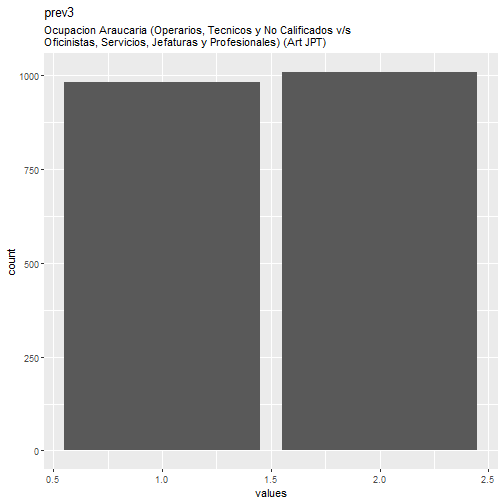 prev3
Ocupacion Araucaria (Operarios, Tecnicos y No Calificados v/s
Oficinistas, Servicios, Jefaturas y Profesionales) (Art JPT)
1000
750
500
250
0
count
0.5 1.0 1.5 2.0 2.5
values